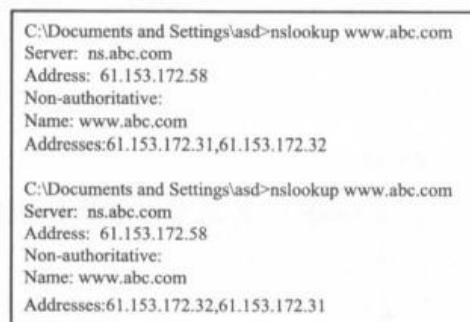 C:\Documents and Settings\asd>nslookup www.abc.com
Server: ns.abc.com
Address: 61.153.172.58
Non-authoritative:
Name: www.abc.com
Addresses:61.153.172.31,61.153.172.32
C:\Documents and Settings\asd>nslookup www.abc.com
Server: ns.abc.com
Address: 61.153.172.58
Non-authoritative:
Name: www.abc.com
Addresses:61.153.172.32,61.153.172.31